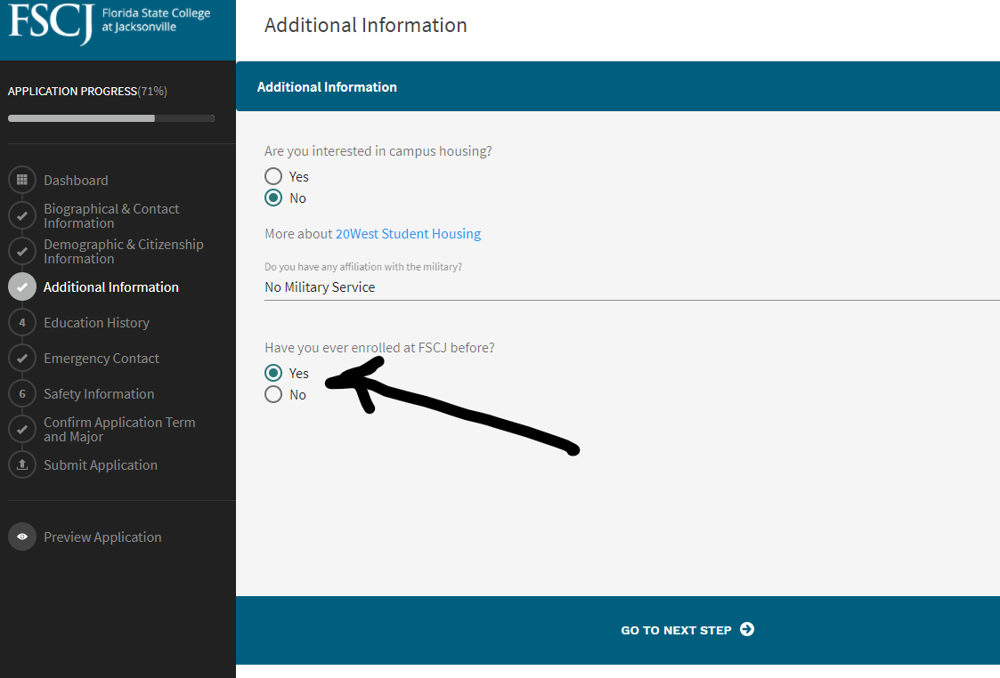 FSCJ
Florida State College
at Jacksonville
APPLICATION PROGRESS(71%)
Dashboard
Biographical & Contact
Information
Demographic & Citizenship
Information
Additional Information
4 Education History
Emergency Contact
6 Safety Information
Confirm Application Term
and Major
Submit Application
Preview Application
Additional Information
Additional Information
Are you interested in campus housing?
Yes
No
More about 20West Student Housing
Do you have any affiliation with the military?
No Military Service
Have you ever enrolled at FSCJ before?
Yes
No
GO TO NEXT STEP